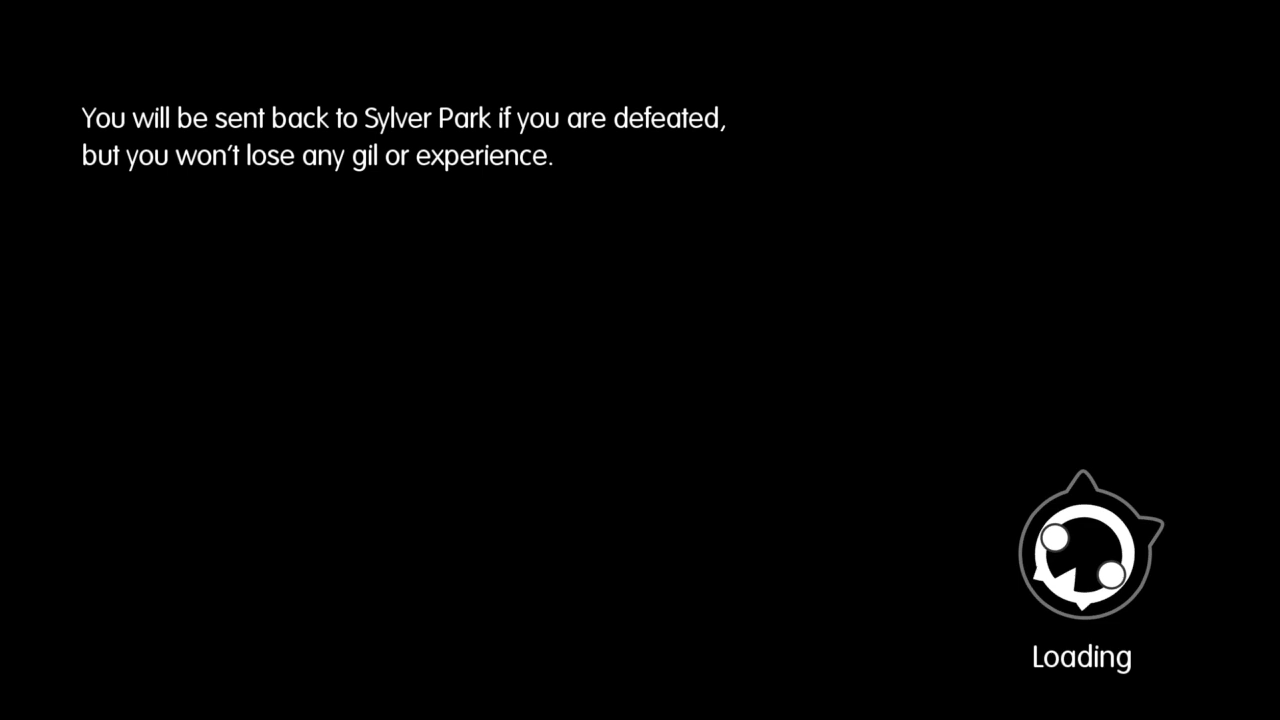 You will be sent back to Sylver Park if you are defeated,
but you won't lose any gil or experience.
Loading